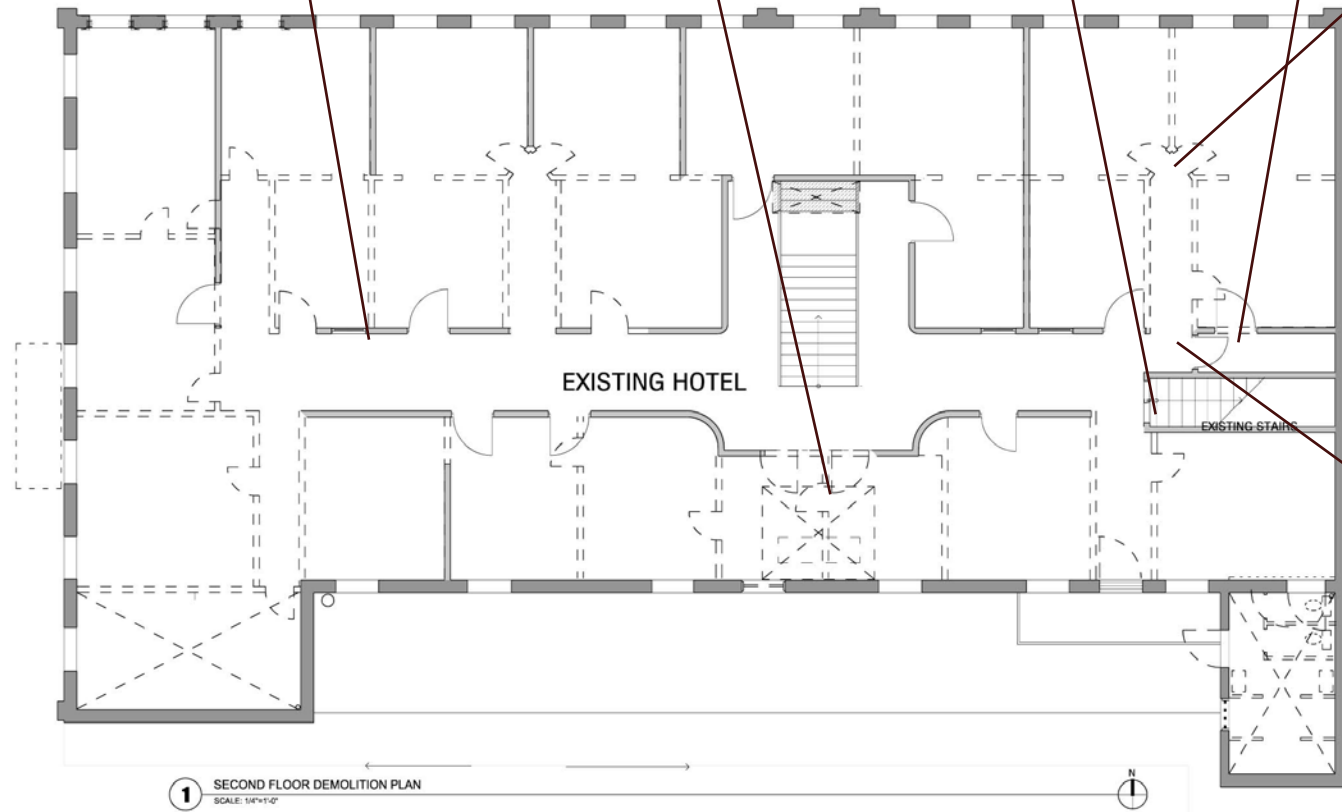 EXISTING HOTEL
EXISTING STAIRS
1
SECOND FLOOR DEMOLITION PLAN
SCALE: 1/4"=1'-0"
N